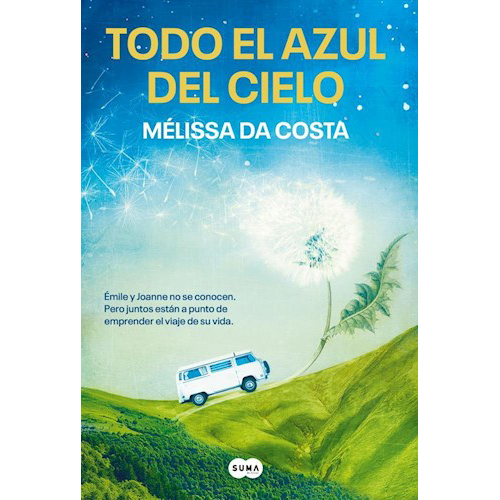 TODO EL AZUL
DEL CIELO
MÉLISSA DA COSTA
Émile y Joanne no se conocen.
Pero juntos están a punto de
emprender el viaje de su vida.
SUMA